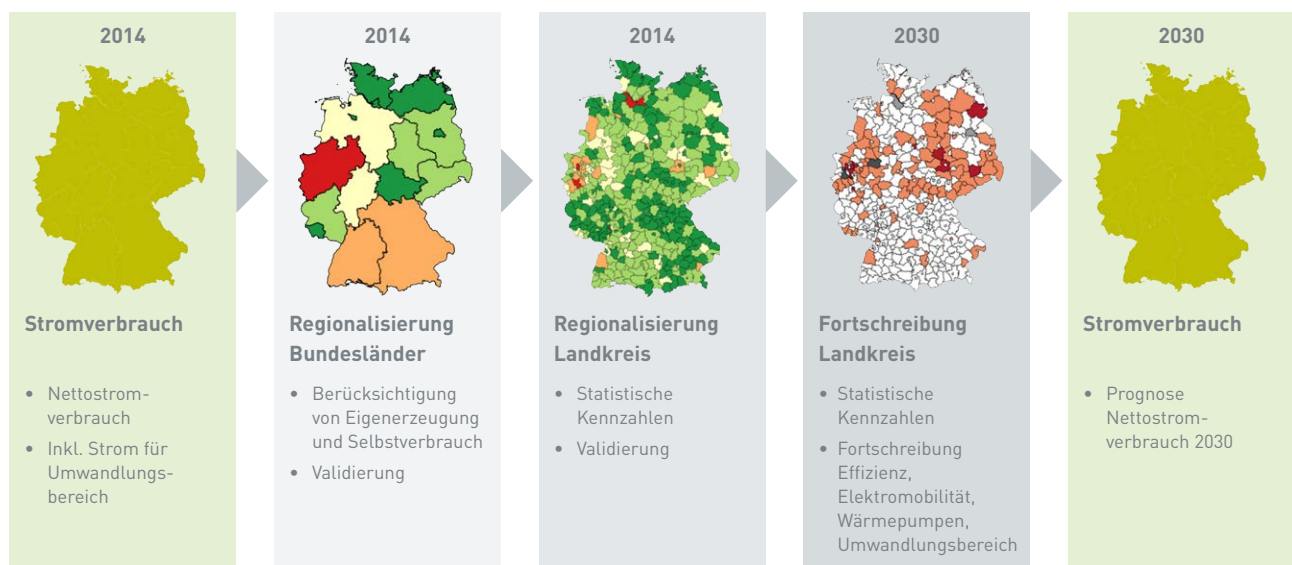 2014
Stromverbrauch
• Nettostrom-
verbrauch
• Inkl. Strom für
Umwandlungs-
bereich
2014
Regionalisierung
Bundesländer
• Berücksichtigung
von Eigenerzeugung
und Selbstverbrauch
• Validierung
2014
Regionalisierung
Landkreis
• Statistische
Kennzahlen
• Validierung
2030
Fortschreibung
Landkreis
• Statistische
Kennzahlen
• Fortschreibung
Effizienz,
Elektromobilität,
Wärmepumpen,
Umwandlungsbereich
2030
Stromverbrauch
• Prognose
Nettostrom-
verbrauch 2030